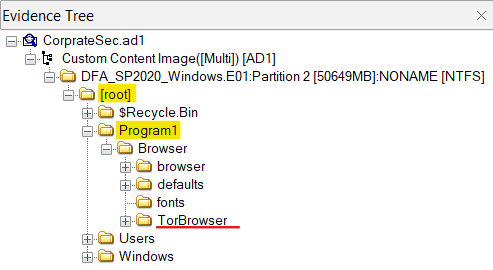 Evidence Tree
CorprateSec.ad1
Custom Content Image([Multi]) [AD1]
DFA_SP2020_Windows.E01:Partition 2 [50649MB]:NONAME [NTFS]
[root]
$Recycle.Bin
Program1
Browser
browser
defaults
fonts
TorBrowser
Users
Windows